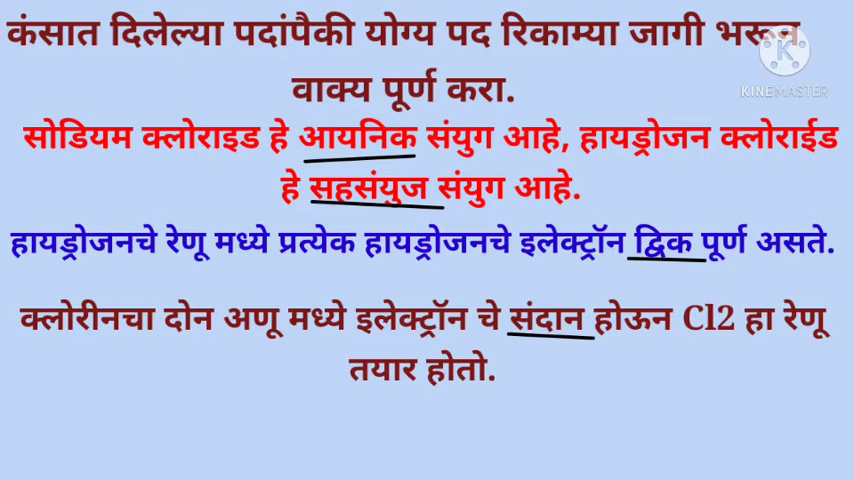 कंसात दिलेल्या पदांपैकी योग्य पद रिकाम्या जागी भरून
वाक्य पूर्ण करा.
KINEMASTER
सोडियम क्लोराइड हे आयनिक संयुग आहे, हायड्रोजन क्लोराईड
हे सहसंयुज संयुग आहे.
हायड्रोजनचे रेणू मध्ये प्रत्येक हायड्रोजनचे इलेक्ट्रॉन द्विक पूर्ण असते.
क्लोरीनचा दोन अणू मध्ये इलेक्ट्रॉन चे संदान होऊन Cl2 हा रेणू
तयार होतो.